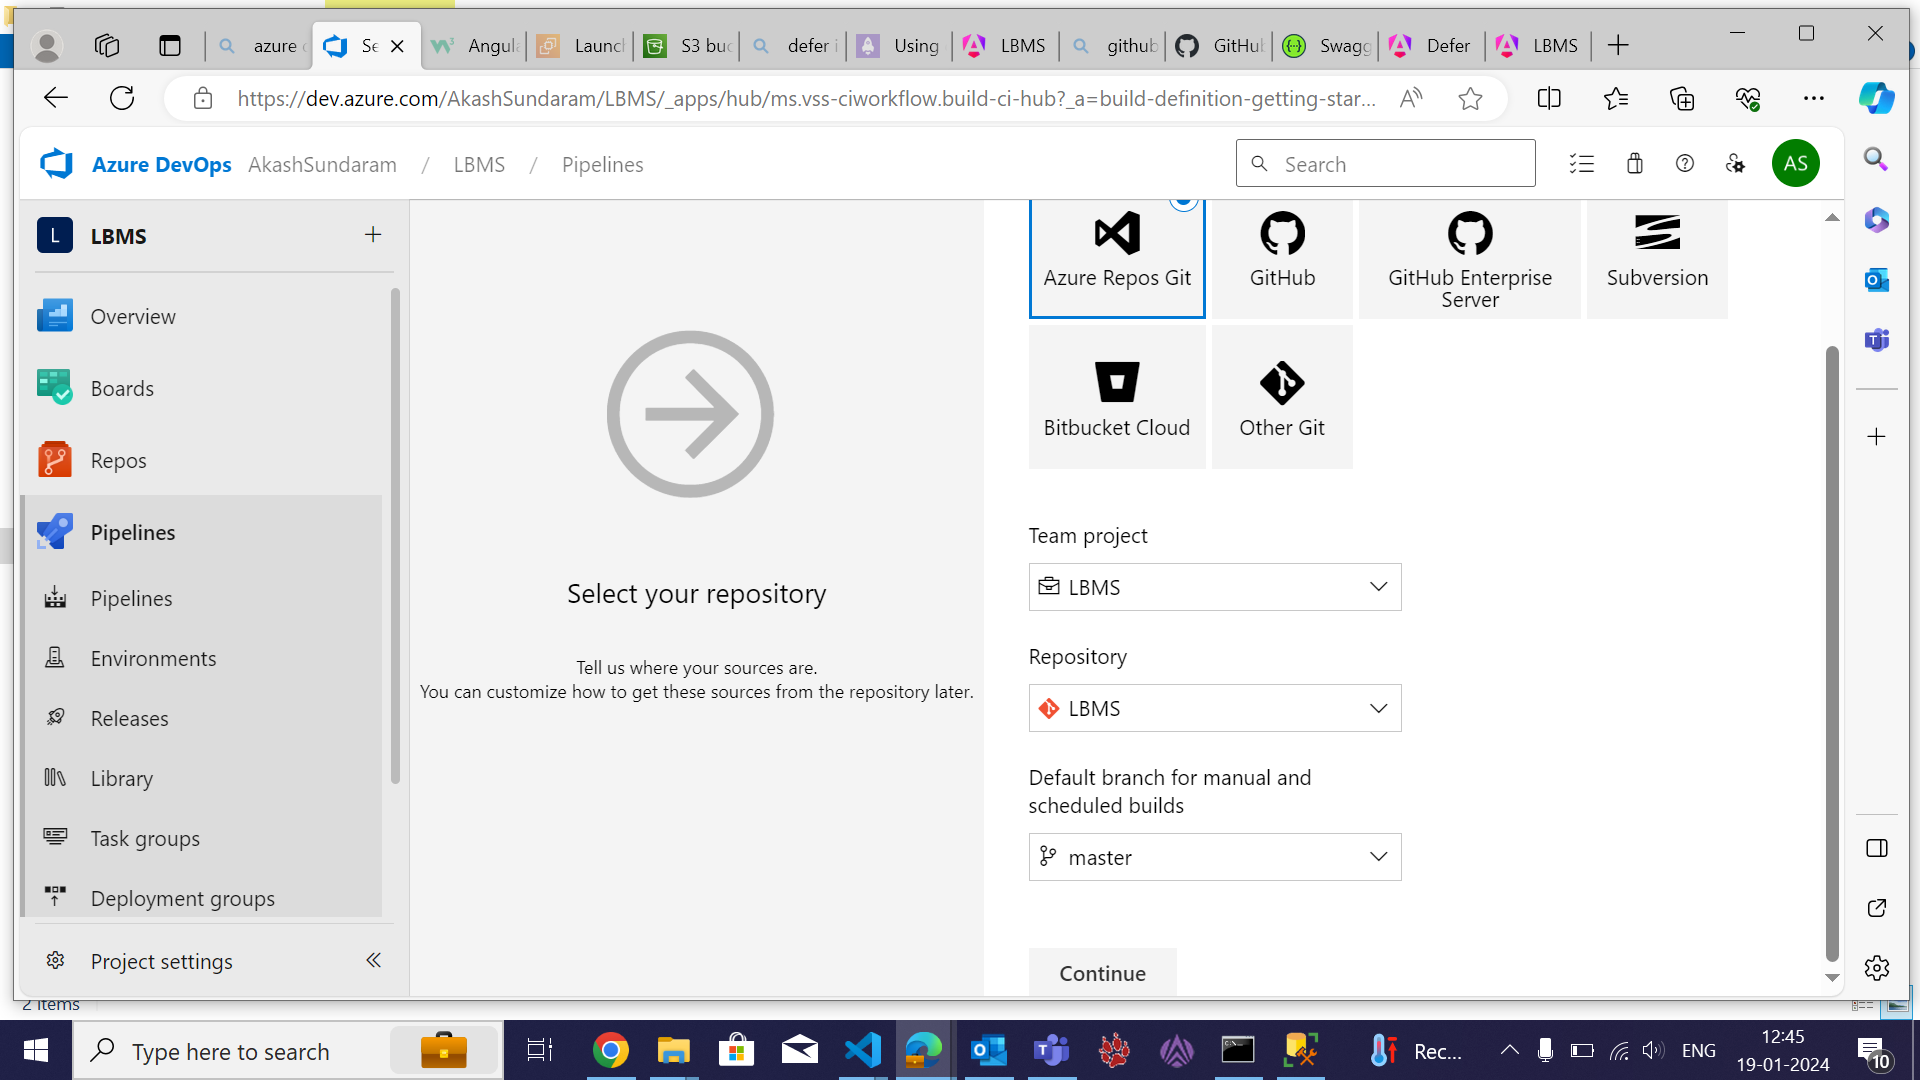 azure
Se
Angula
Launch
S3 buc
defer i
Using
LBMS
github
GitHub
Swagg
Defer
LBMS
https://dev.azure.com/AkashSundaram/LBMS/_apps/hub/ms.vss-ciworkflow.build-ci-hub?_a=build-definition-getting-star...
Azure DevOps AkashSundaram / LBMS / Pipelines
Search
AS
L LBMS
Overview
Boards
Repos
Pipelines
Pipelines
Environments
Releases
Library
Task groups
Deployment groups
Project settings
Select your repository
Tell us where your sources are.
You can customize how to get these sources from the repository later.
Azure Repos Git
GitHub
GitHub Enterprise
Server
Subversion
Bitbucket Cloud
Other Git
Team project
LBMS
Repository
LBMS
Default branch for manual and
scheduled builds
master
Continue
2 items
Type here to search
Rec...
ENG
12:45
19-01-2024
10